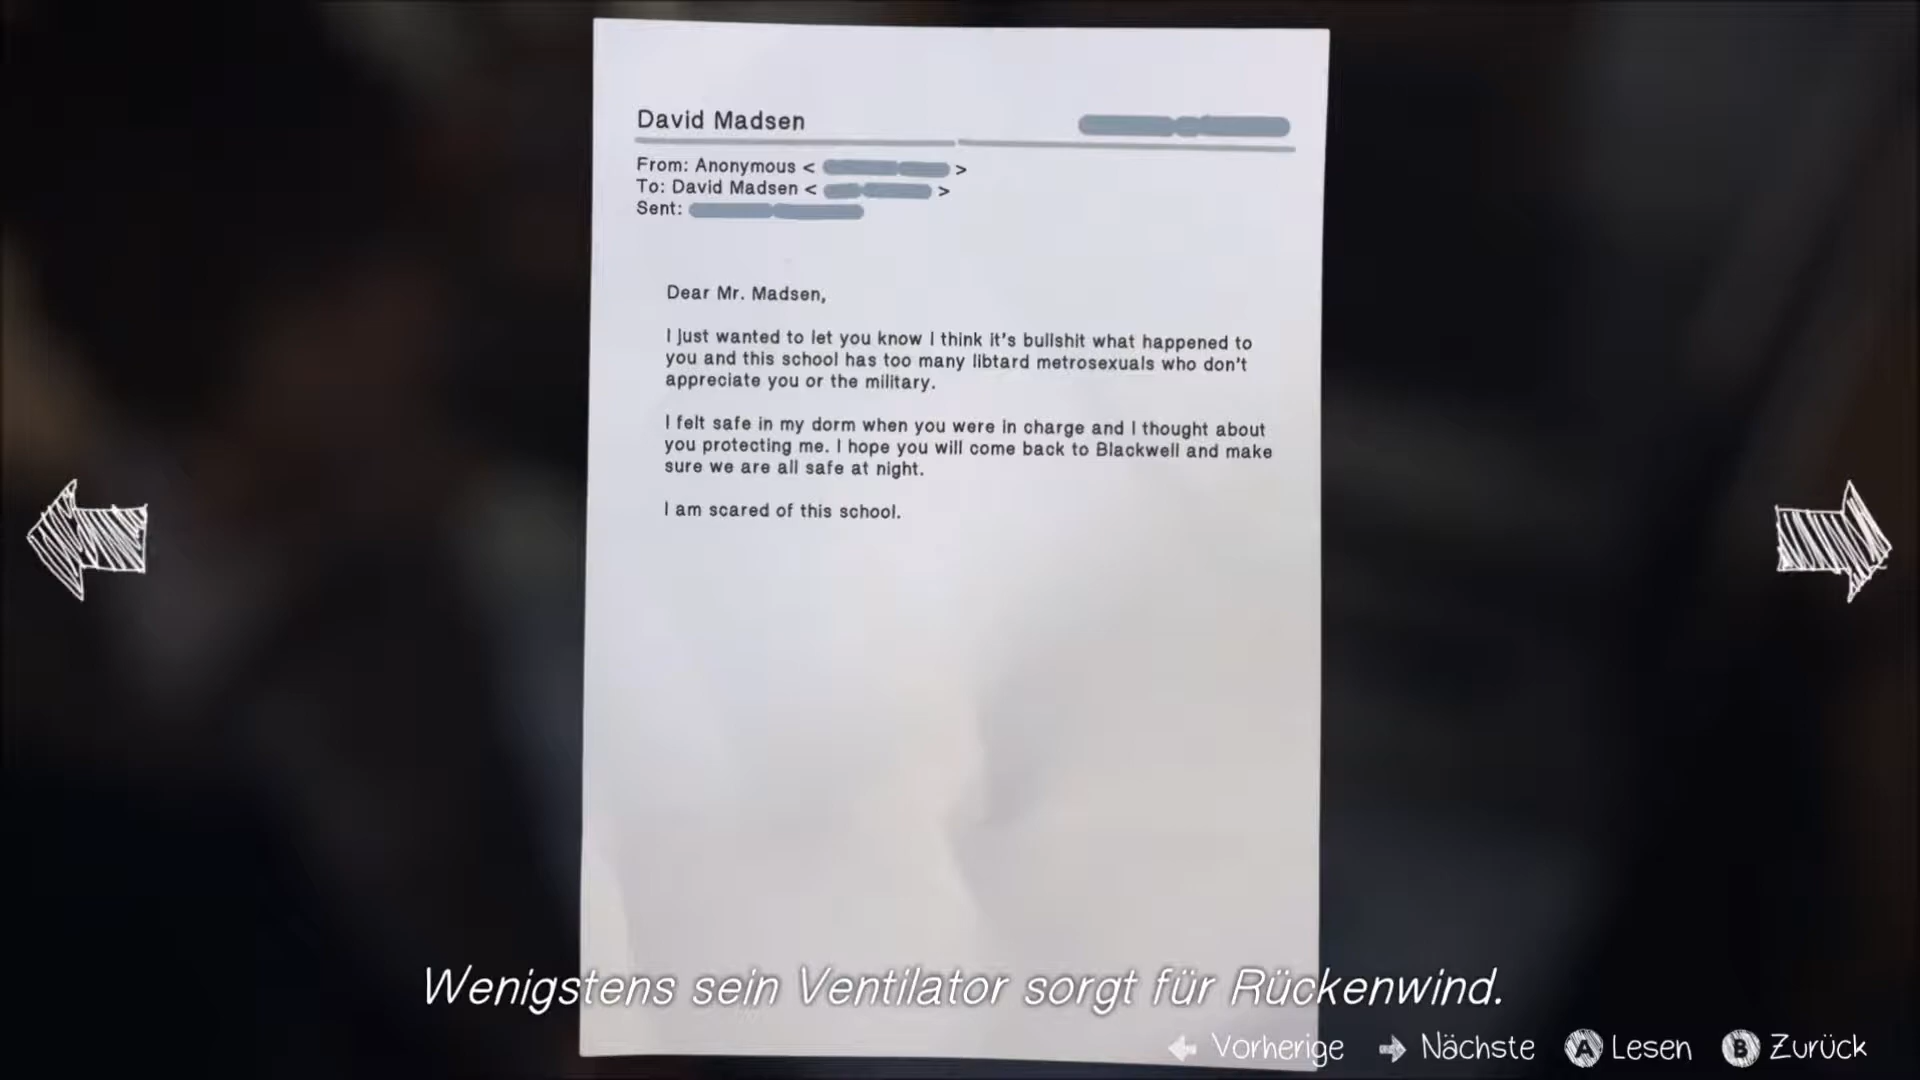 David Madsen
From: Anonymous < >
To: David Madsen < >
Sent:
Dear Mr. Madsen,
I just wanted to let you know I think it's bullshit what happened to
you and this school has too many libtard metrosexuals who don't
appreciate you or the military.
I felt safe in my dorm when you were in charge and I thought about
you protecting me. I hope you will come back to Blackwell and make
sure we are all safe at night.
I am scared of this school.
Wenigstens sein Ventilator sorgt für Rückenwind.
Vorherige Nächste A Lesen B Zurück